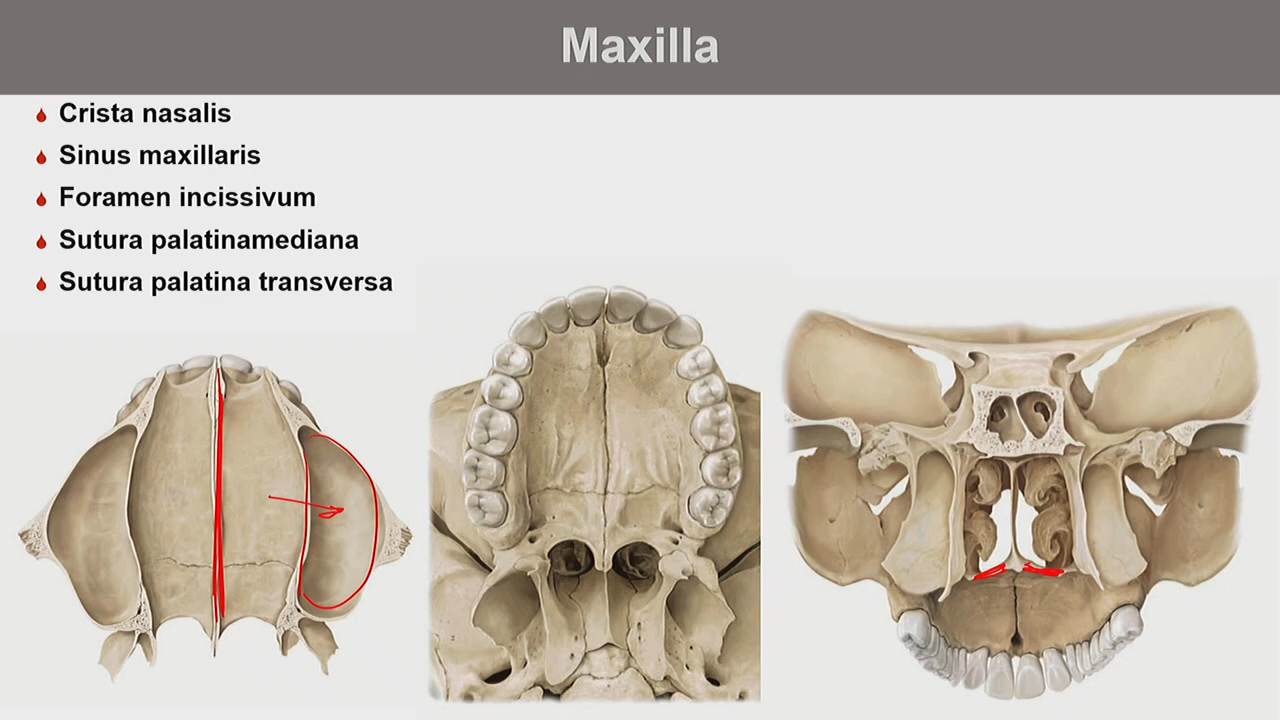 Maxilla
Crista nasalis
Sinus maxillaris
Foramen incissivum
Sutura palatinamediana
Sutura palatina transversa